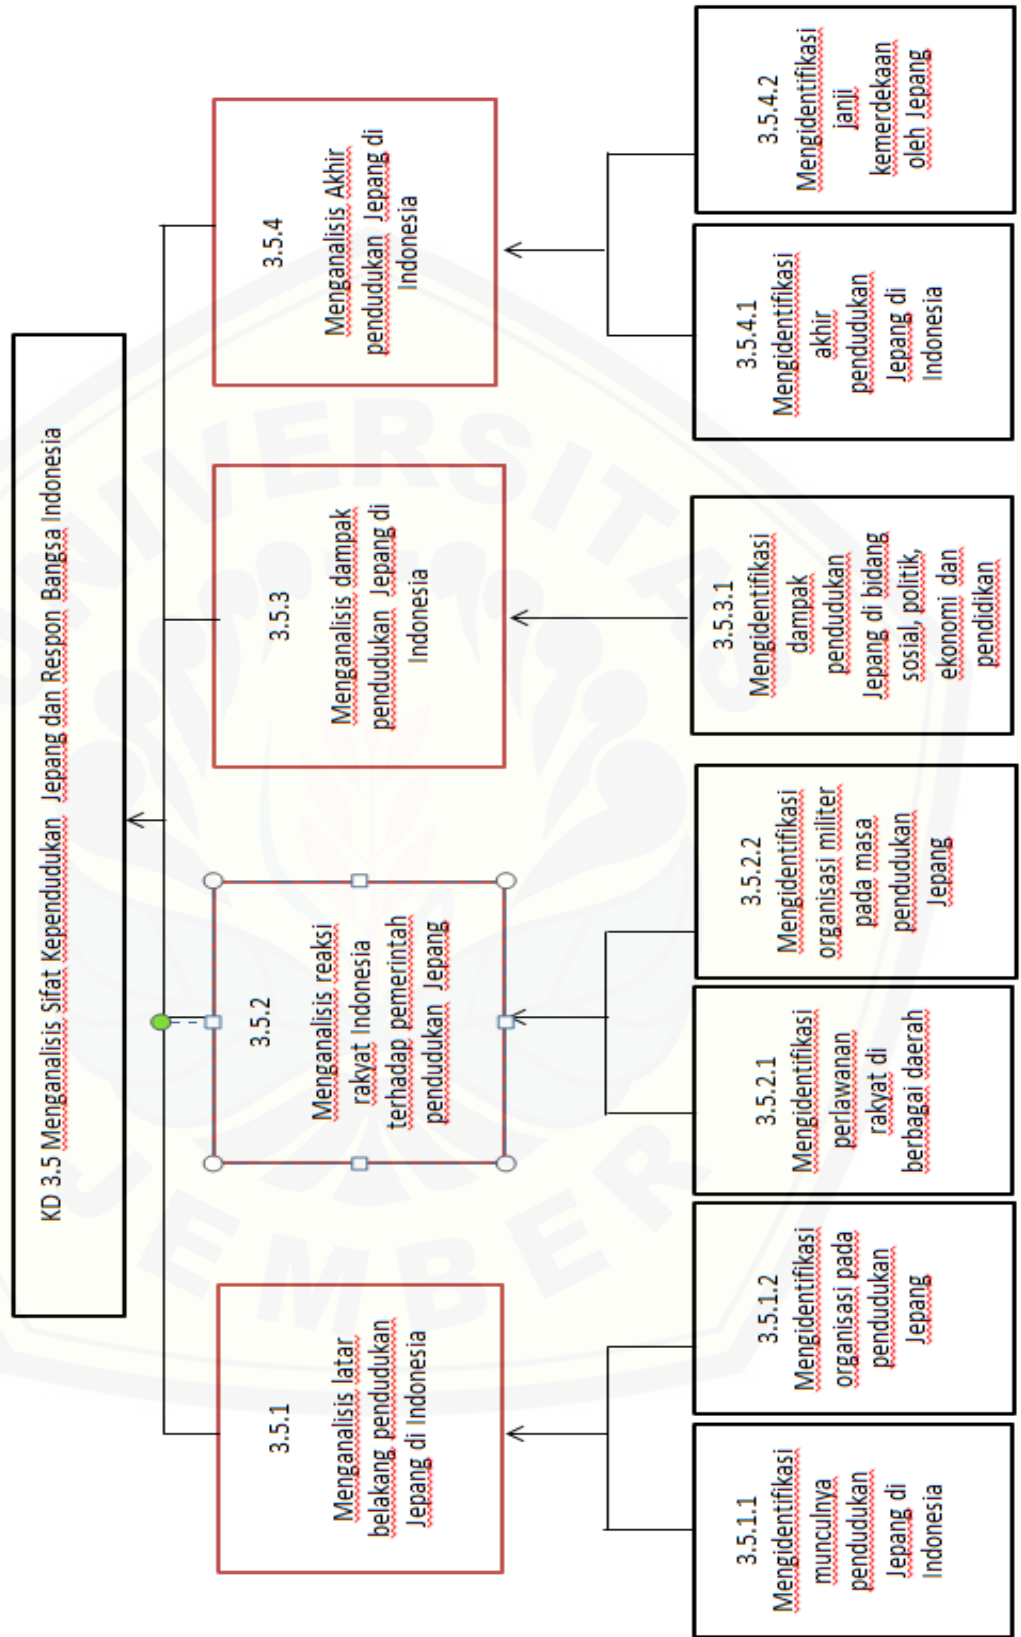 KD 3.5 Menganalisis Sifat Kependudukan Jepang dan Respon Bangsa Indonesia
3.5.1
Menganalisis latar
belakang pendudukan
Jepang di Indonesia
3.5.2
Menganalisis reaksi
rakyat Indonesia
terhadap pemerintah
pendudukan Jepang
3.5.3
Menganalisis dampak
pendudukan Jepang di
Indonesia
3.5.4
Menganalisis Akhir
pendudukan Jepang di
Indonesia
3.5.1.1
Mengidentifikasi
munculnya
pendudukan
Jepang di
Indonesia
3.5.1.2
Mengidentifikasi
organisasi pada
pendudukan
Jepang
3.5.2.1
Mengidentifikasi
perlawanan
rakyat di
berbagai daerah
3.5.2.2
Mengidentifikasi
organisasi militer
pada masa
pendudukan
Jepang
3.5.3.1
Mengidentifikasi
dampak
pendudukan
Jepang di bidang
sosial, politik,
ekonomi dan
pendidikan
3.5.4.1
Mengidentifikasi
akhir
pendudukan
Jepang di
Indonesia
3.5.4.2
Mengidentifikasi
janji
kemerdekaan
oleh Jepang
UNIVERSITAS
JEMBER